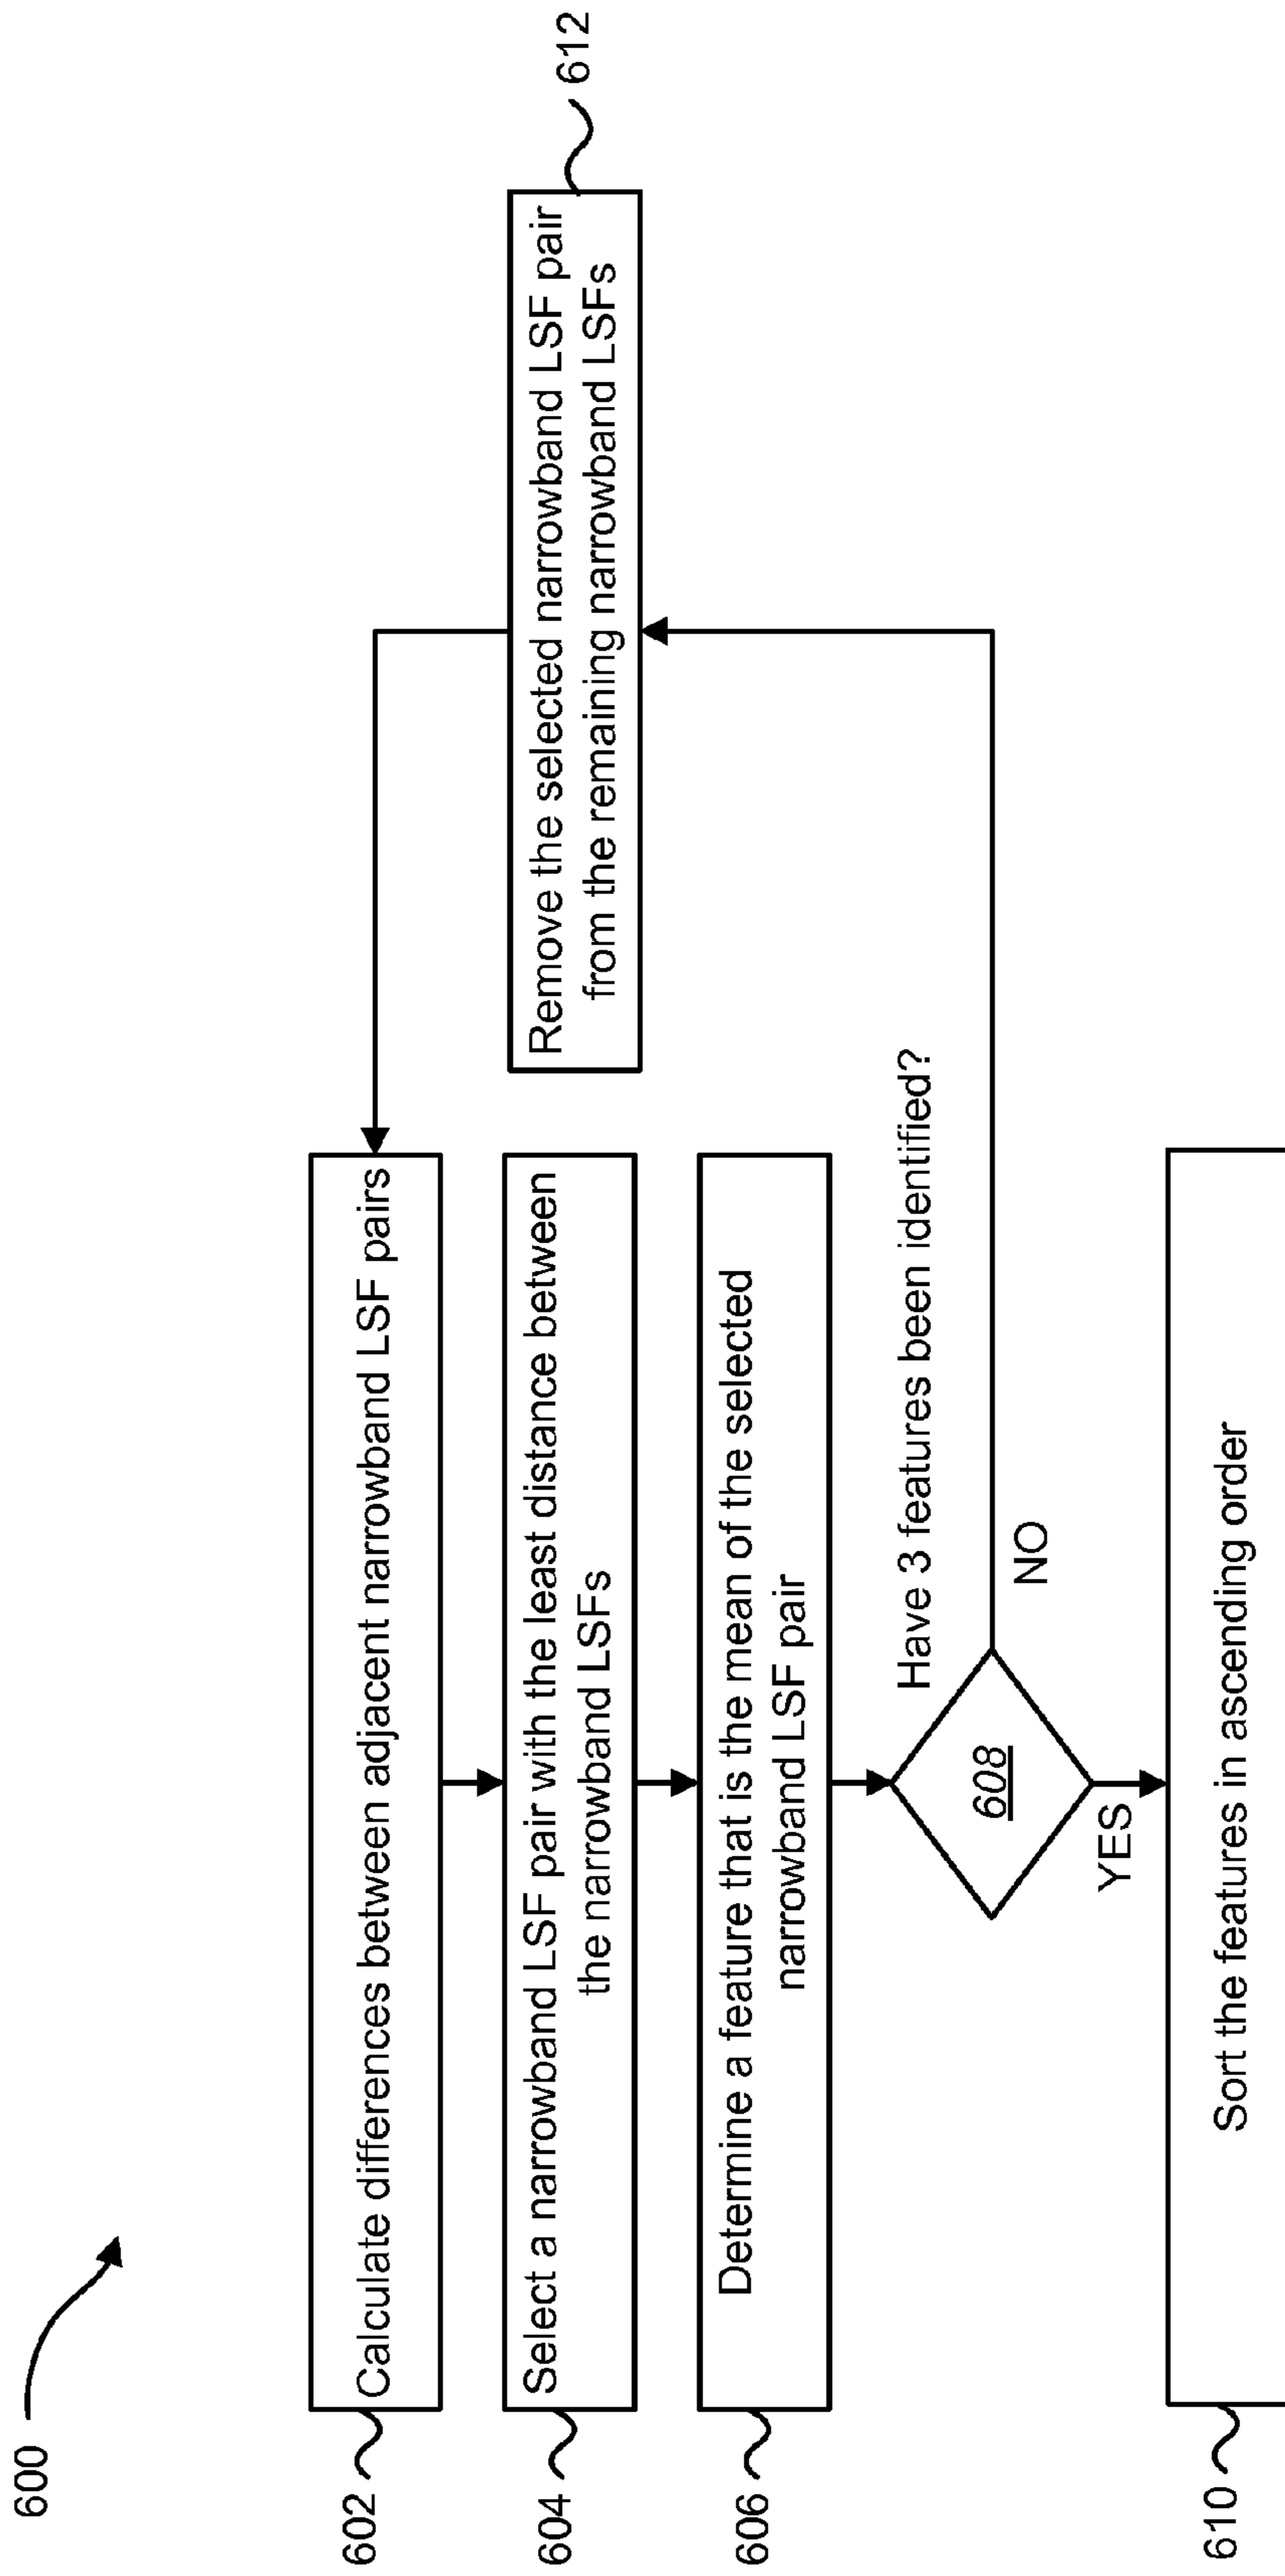 600
602
Calculate differences between adjacent narrowband LSF pairs
604
Select a narrowband LSF pair with the least distance between
the narrowband LSFs
606
Determine a feature that is the mean of the selected
narrowband LSF pair
Have 3 features been identified?
608
NO
YES
612
Remove the selected narrowband LSF pair
from the remaining narrowband LSFs
610
Sort the features in ascending order